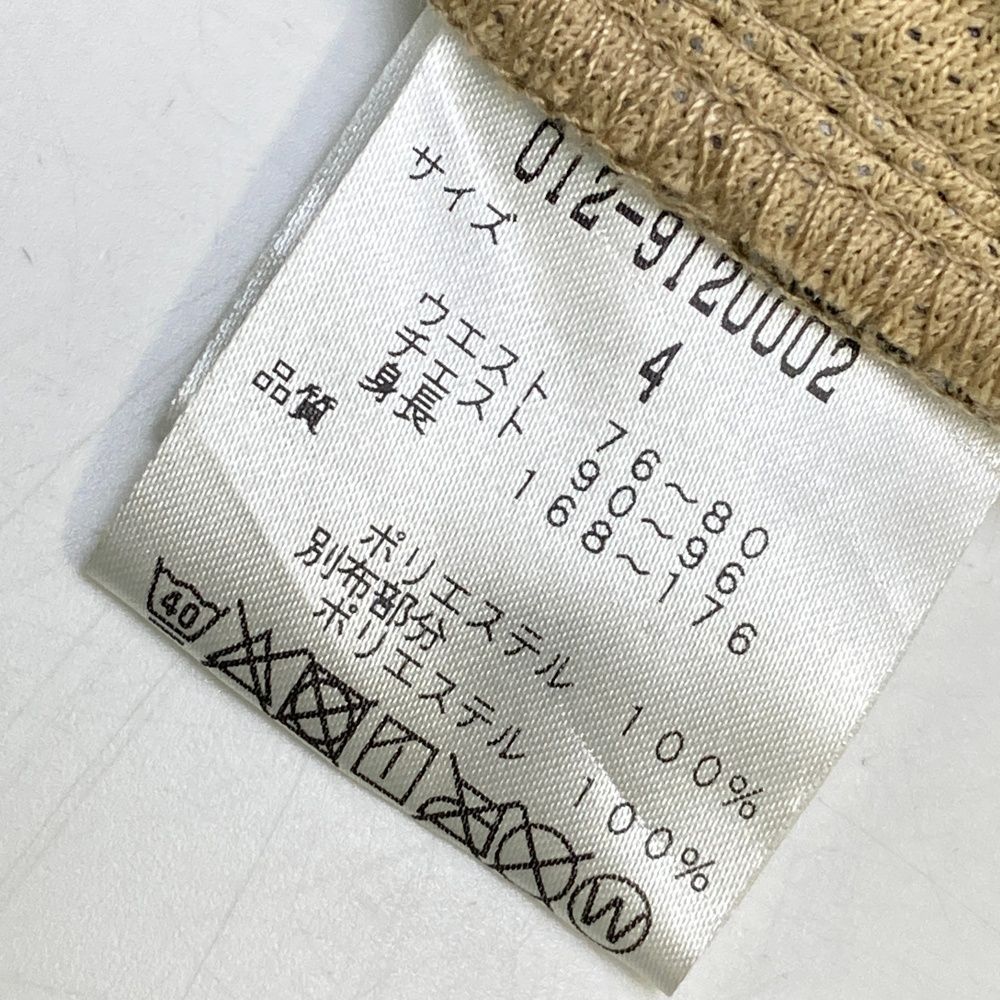 012-9120002
サイズ 4
ウエスト 76～80
チェスト 90～96
身長 168～176
品質
ポリエステル 100%
別布部分
ポリエステル 100%
40
W